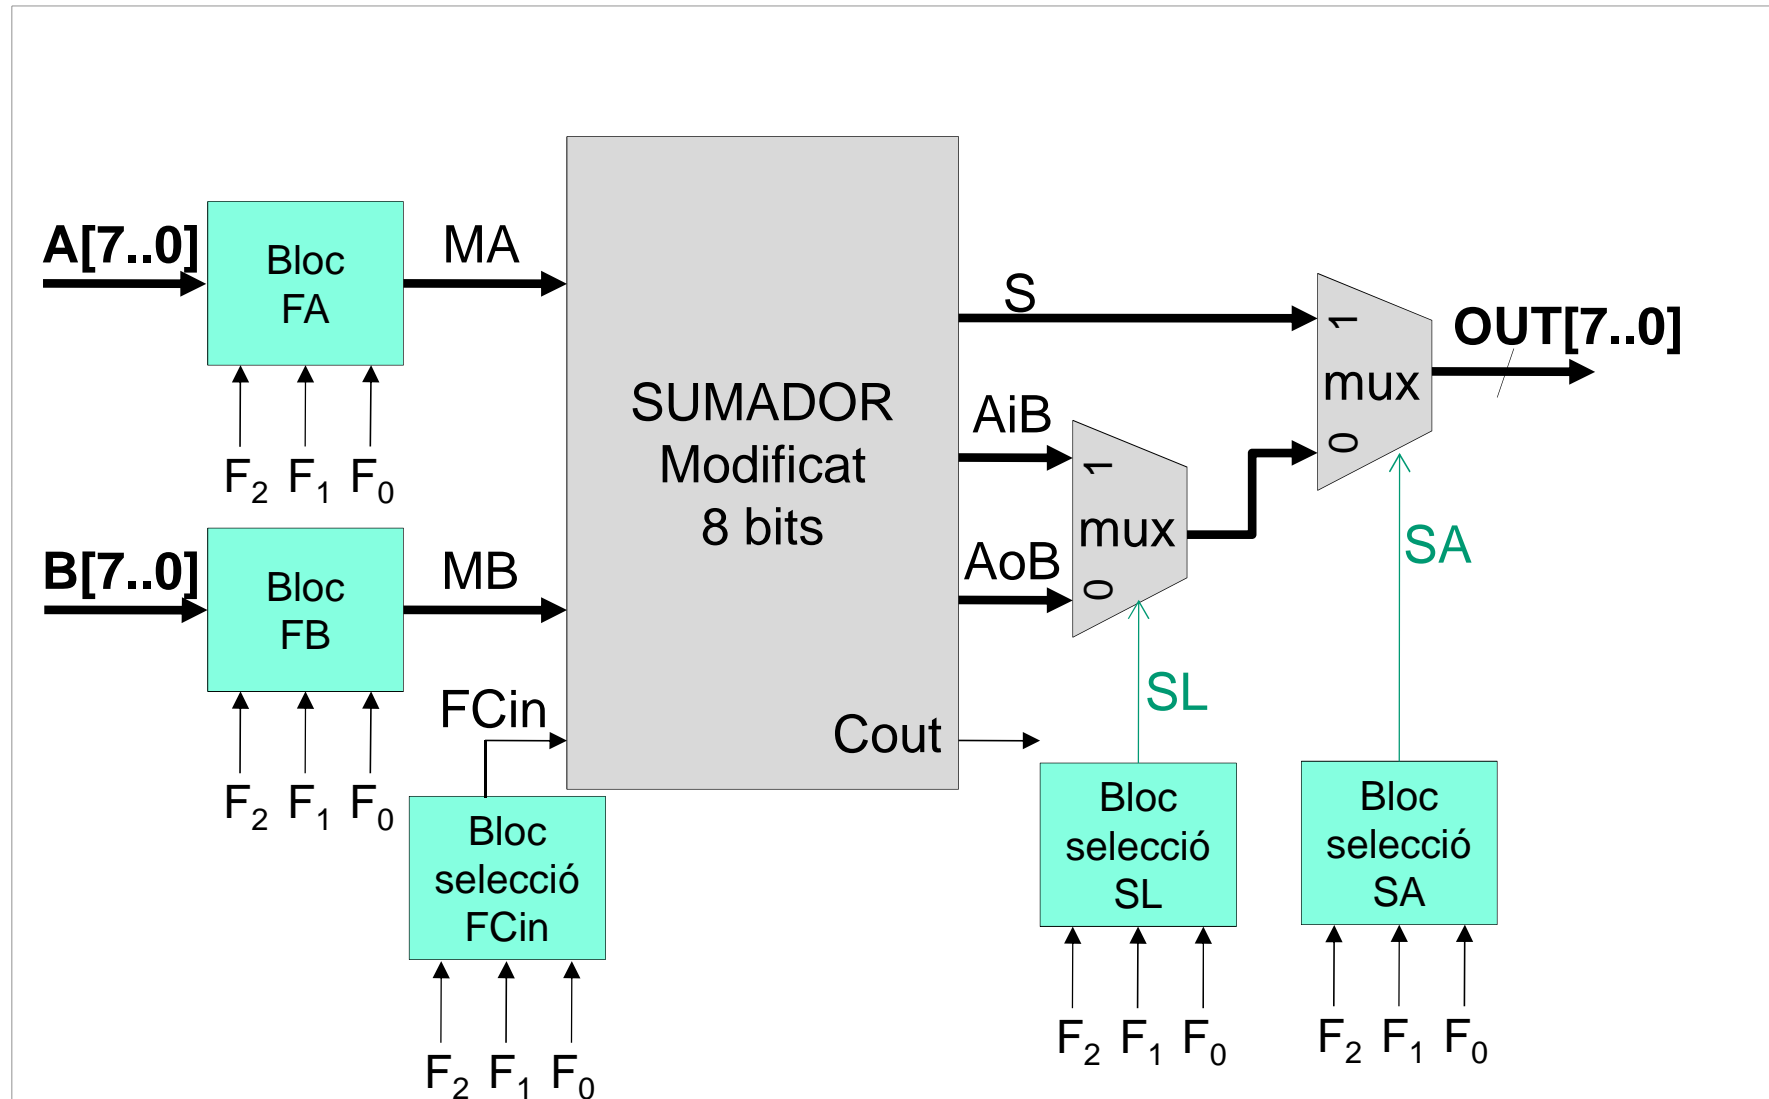 A[7..0]
Bloc
FA
MA
F2 F1 F0
B[7..0]
Bloc
FB
MB
F2 F1 F0
FCin
Bloc
selecció
FCin
F2 F1 F0
SUMADOR
Modificat
8 bits
Cout
S
AiB
AoB
1
mux
0
SL
Bloc
selecció
SL
F2 F1 F0
1
mux
0
OUT[7..0]
SA
Bloc
selecció
SA
F2 F1 F0